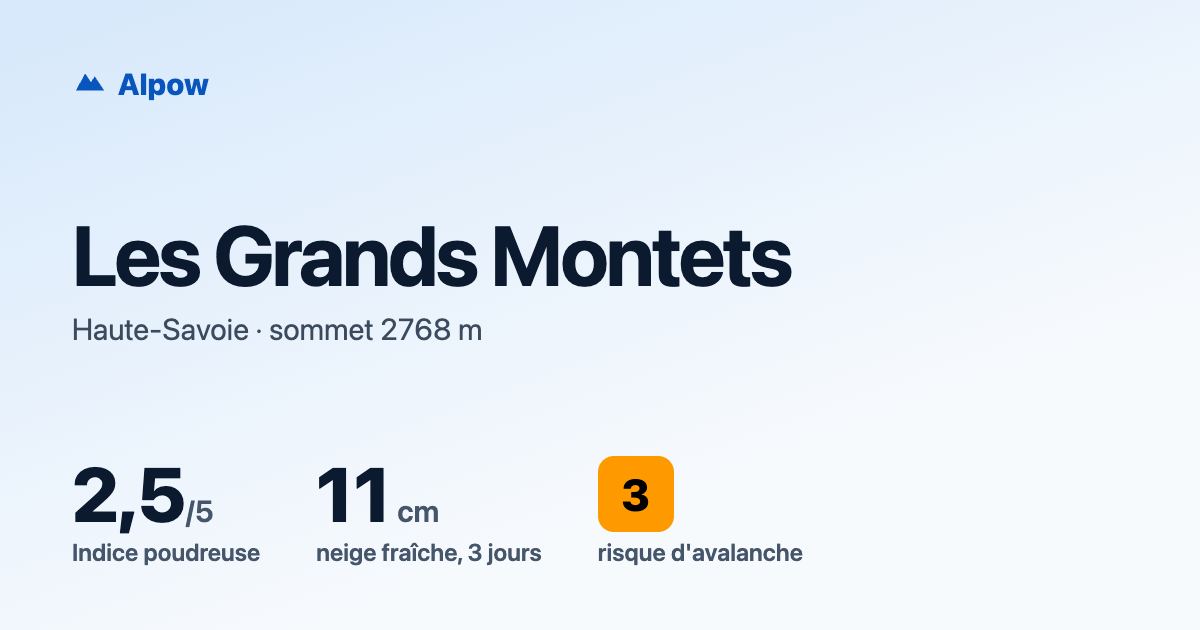 Alpow
Les Grands Montets
Haute-Savoie · sommet 2768 m
2,5/5
Indice poudreuse
11 cm
neige fraîche, 3 jours
3
risque d'avalanche